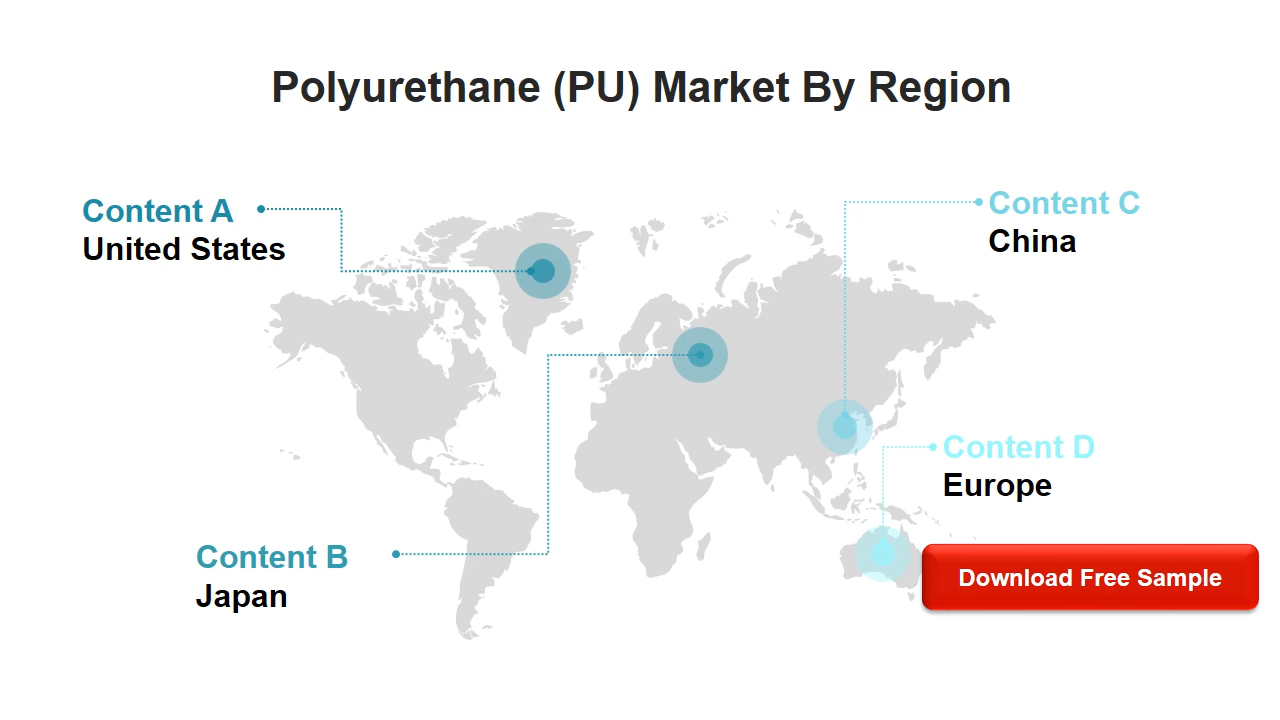 Polyurethane (PU) Market By Region
Content A
United States
Content C
China
Content D
Europe
Content B
Japan
Download Free Sample